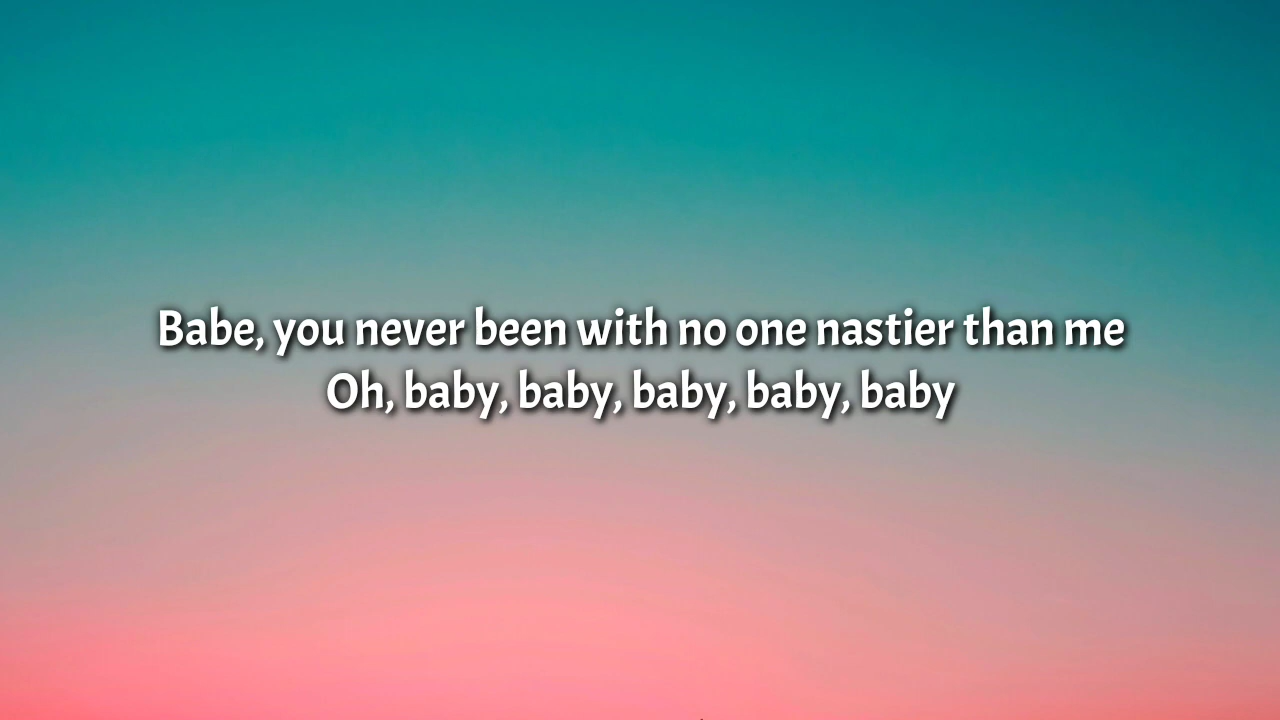 Babe, you never been with no one nastier than me
Oh, baby, baby, baby, baby, baby